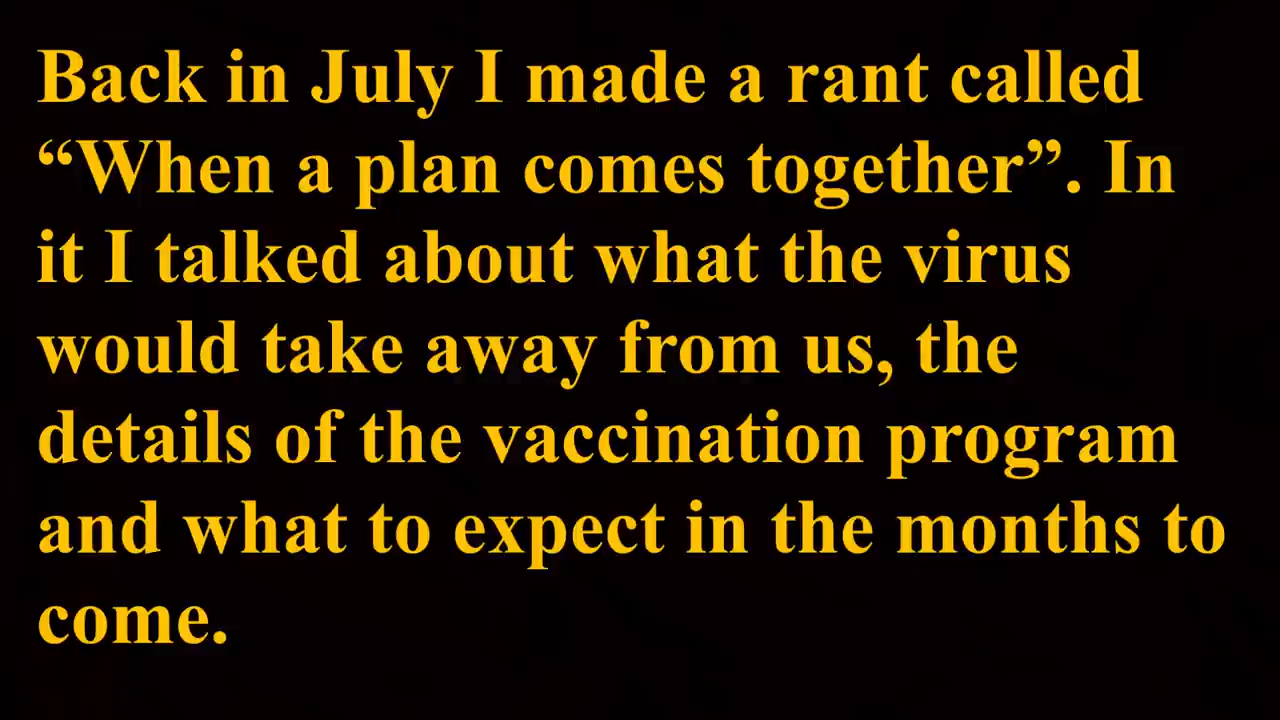 Back in July I made a rant called
“When a plan comes together”. In
it I talked about what the virus
would take away from us, the
details of the vaccination program
and what to expect in the months to
come.